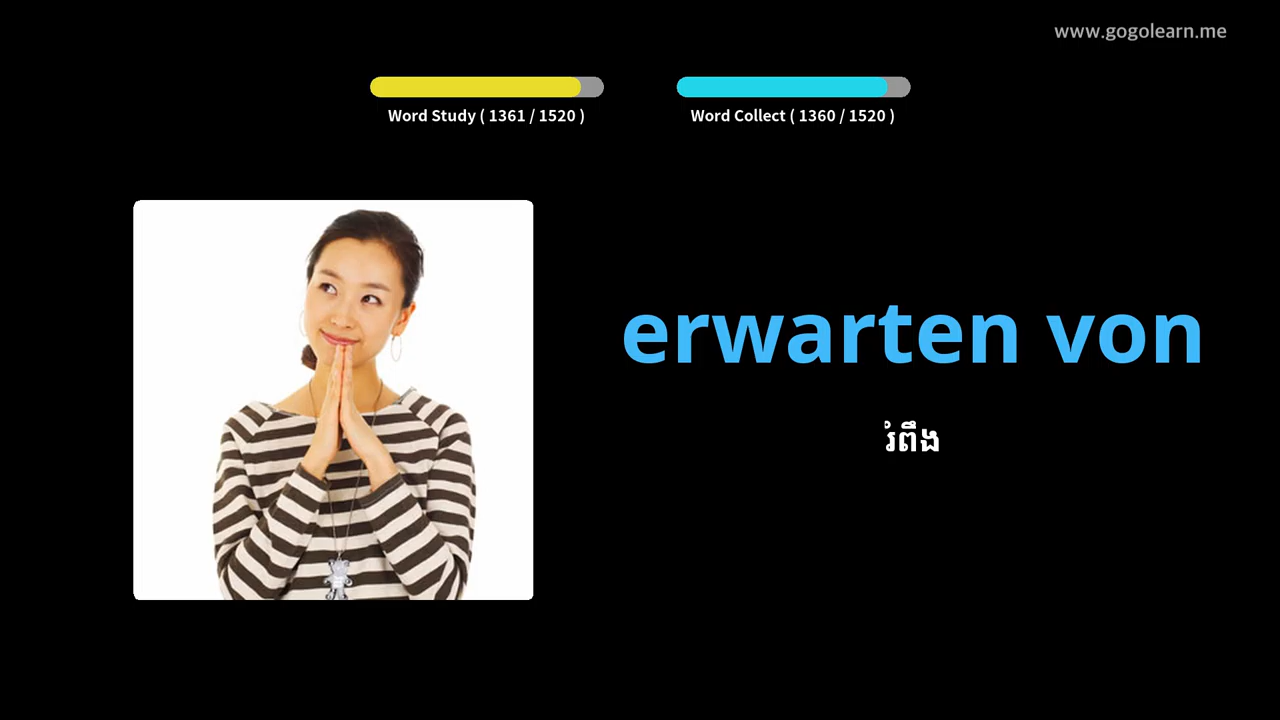 www.gogolearn.me
Word Study ( 1361 / 1520 )
Word Collect ( 1360 / 1520 )
erwarten von
រំពឹង